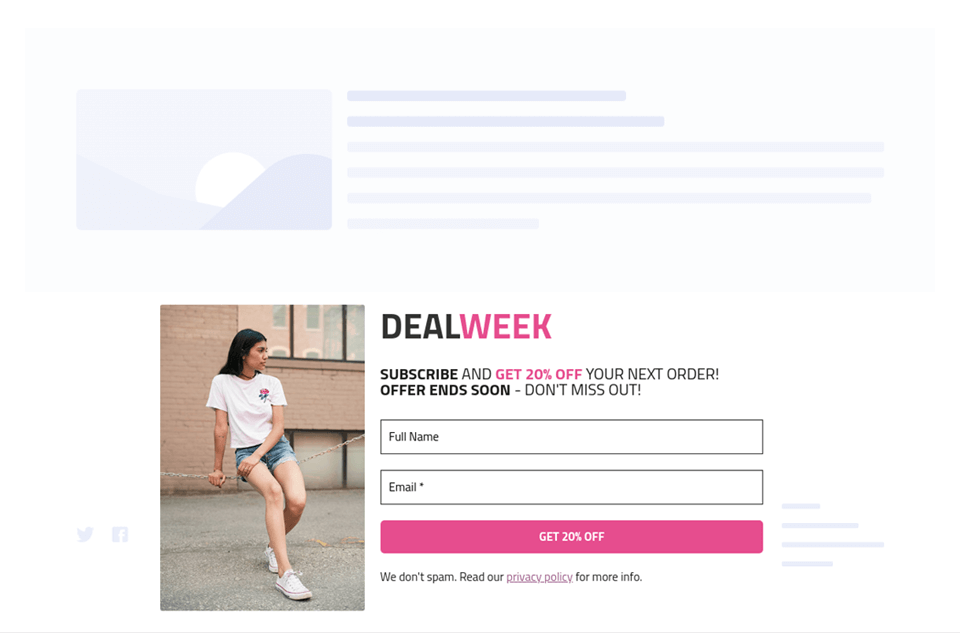 DEALWEEK
SUBSCRIBE AND GET 20% OFF YOUR NEXT ORDER!
OFFER ENDS SOON - DON'T MISS OUT!
Full Name
Email *
GET 20% OFF
We don't spam. Read our privacy policy for more info.